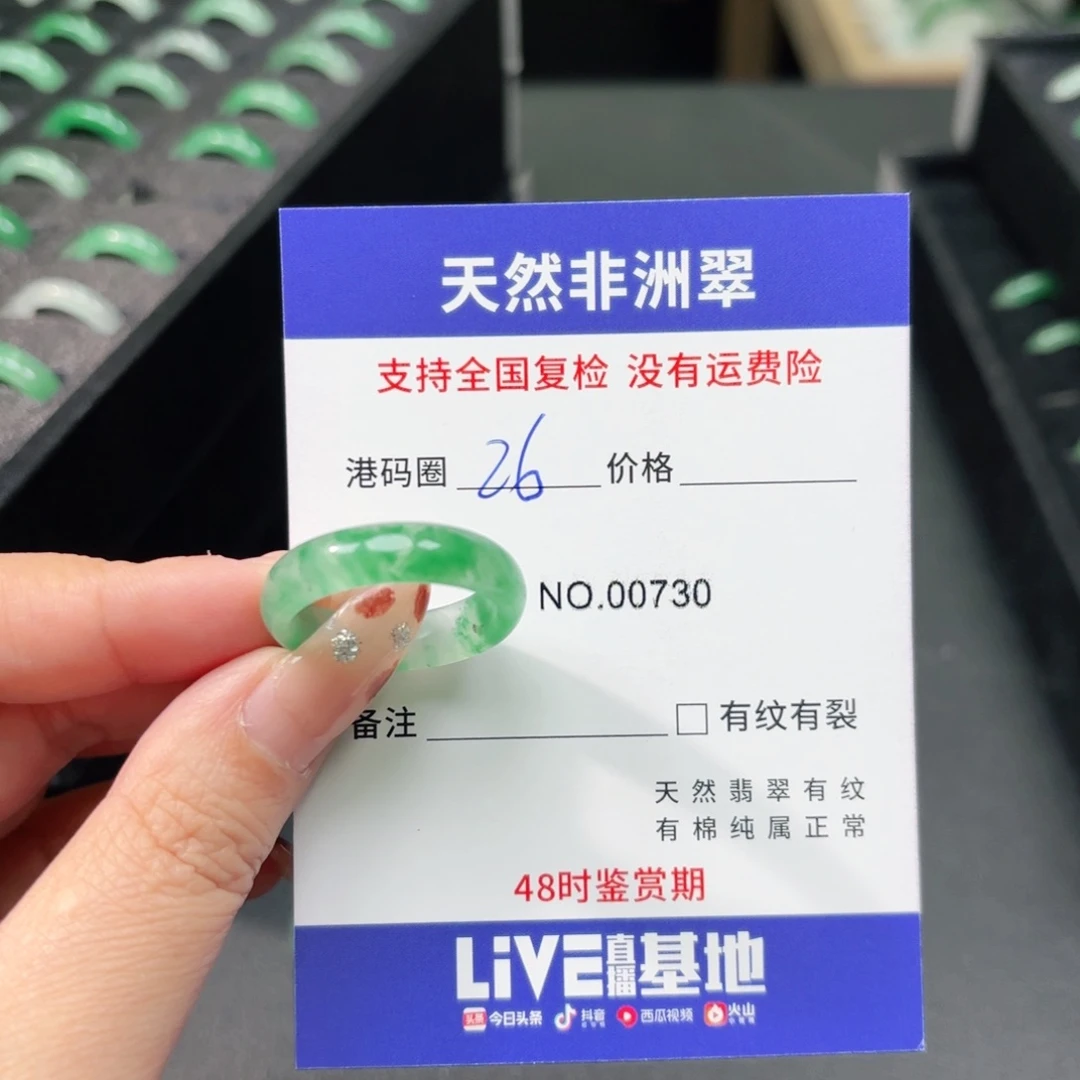 天然非洲翠
支持全国复检 没有运费险
港码圈 26 价格
NO.00730
备注 有纹有裂
天然翡翠有纹
有棉纯属正常
48时鉴赏期
LiVE直播基地
头条 今日头条 抖音 西瓜视频 火山